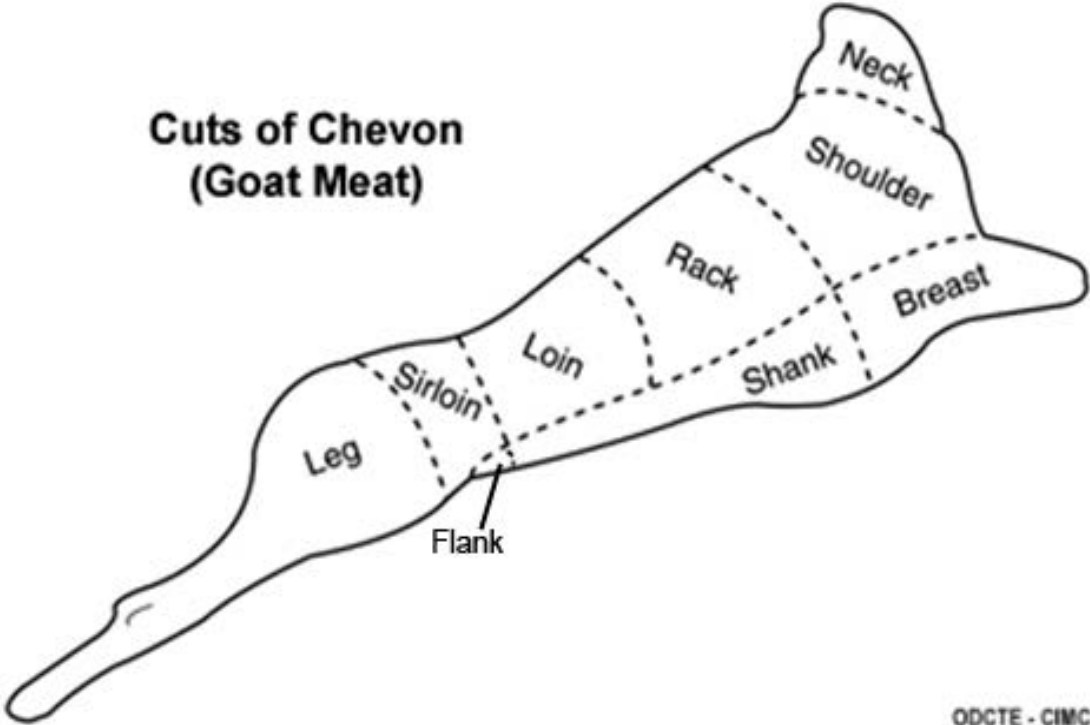 Cuts of Chevon
(Goat Meat)
Neck
Shoulder
Rack
Breast
Loin
Shank
Sirloin
Leg
Flank
ODCTE - CIMC